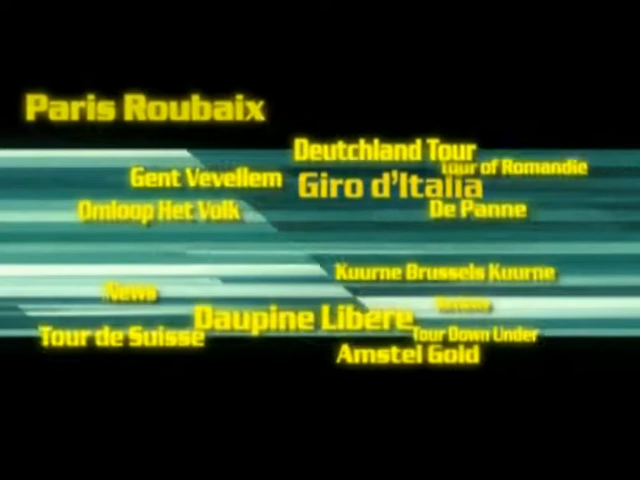 Paris Roubaix
Deutchland Tour
Tour of Romandie
Gent Vevellem
Giro d'Italia
Omloop Het Volk
De Panne
Kuurne Brussels Kuurne
News
Daupine Libere
Tour de Suisse
Tour Down Under
Amstel Gold